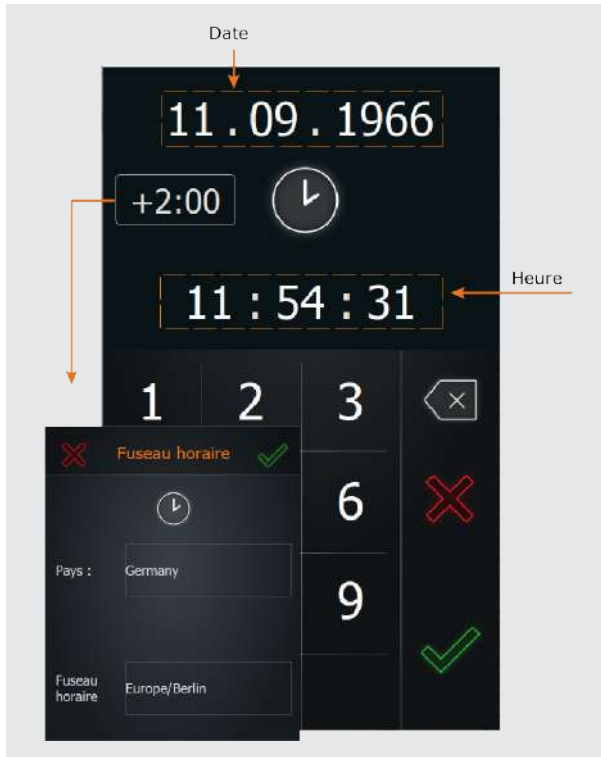 Date
11 . 09 . 1966
+2:00
11 : 54 : 31
Heure
1 2 3
6
9
Fuseau horaire
Pays :
Germany
Fuseau
horaire
Europe/Berlin